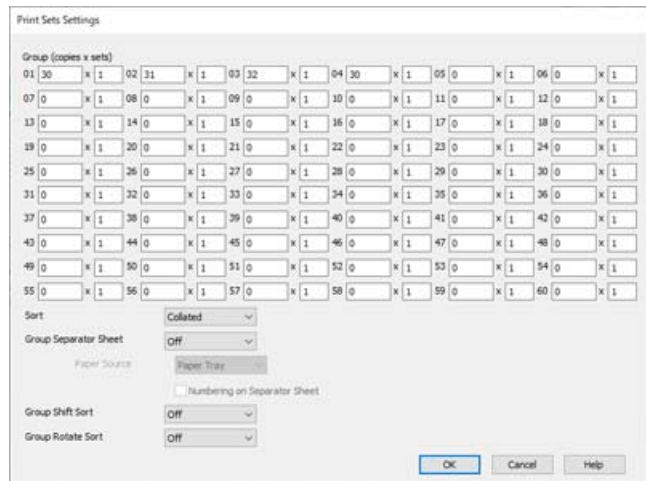 Print Sets Settings
Group (copies x sets)
01 30 x 1 02 31 x 1 03 32 x 1 04 30 x 1 05 0 x 1 06 0 x 1
07 0 x 1 08 0 x 1 09 0 x 1 10 0 x 1 11 0 x 1 12 0 x 1
13 0 x 1 14 0 x 1 15 0 x 1 16 0 x 1 17 0 x 1 18 0 x 1
19 0 x 1 20 0 x 1 21 0 x 1 22 0 x 1 23 0 x 1 24 0 x 1
25 0 x 1 26 0 x 1 27 0 x 1 28 0 x 1 29 0 x 1 30 0 x 1
31 0 x 1 32 0 x 1 33 0 x 1 34 0 x 1 35 0 x 1 36 0 x 1
37 0 x 1 38 0 x 1 39 0 x 1 40 0 x 1 41 0 x 1 42 0 x 1
43 0 x 1 44 0 x 1 45 0 x 1 46 0 x 1 47 0 x 1 48 0 x 1
49 0 x 1 50 0 x 1 51 0 x 1 52 0 x 1 53 0 x 1 54 0 x 1
55 0 x 1 56 0 x 1 57 0 x 1 58 0 x 1 59 0 x 1 60 0 x 1
Sort Collated
Group Separator Sheet Off
Paper Source Paper Tray
Numbering on Separator Sheet
Group Shift Sort Off
Group Rotate Sort Off
OK Cancel Help